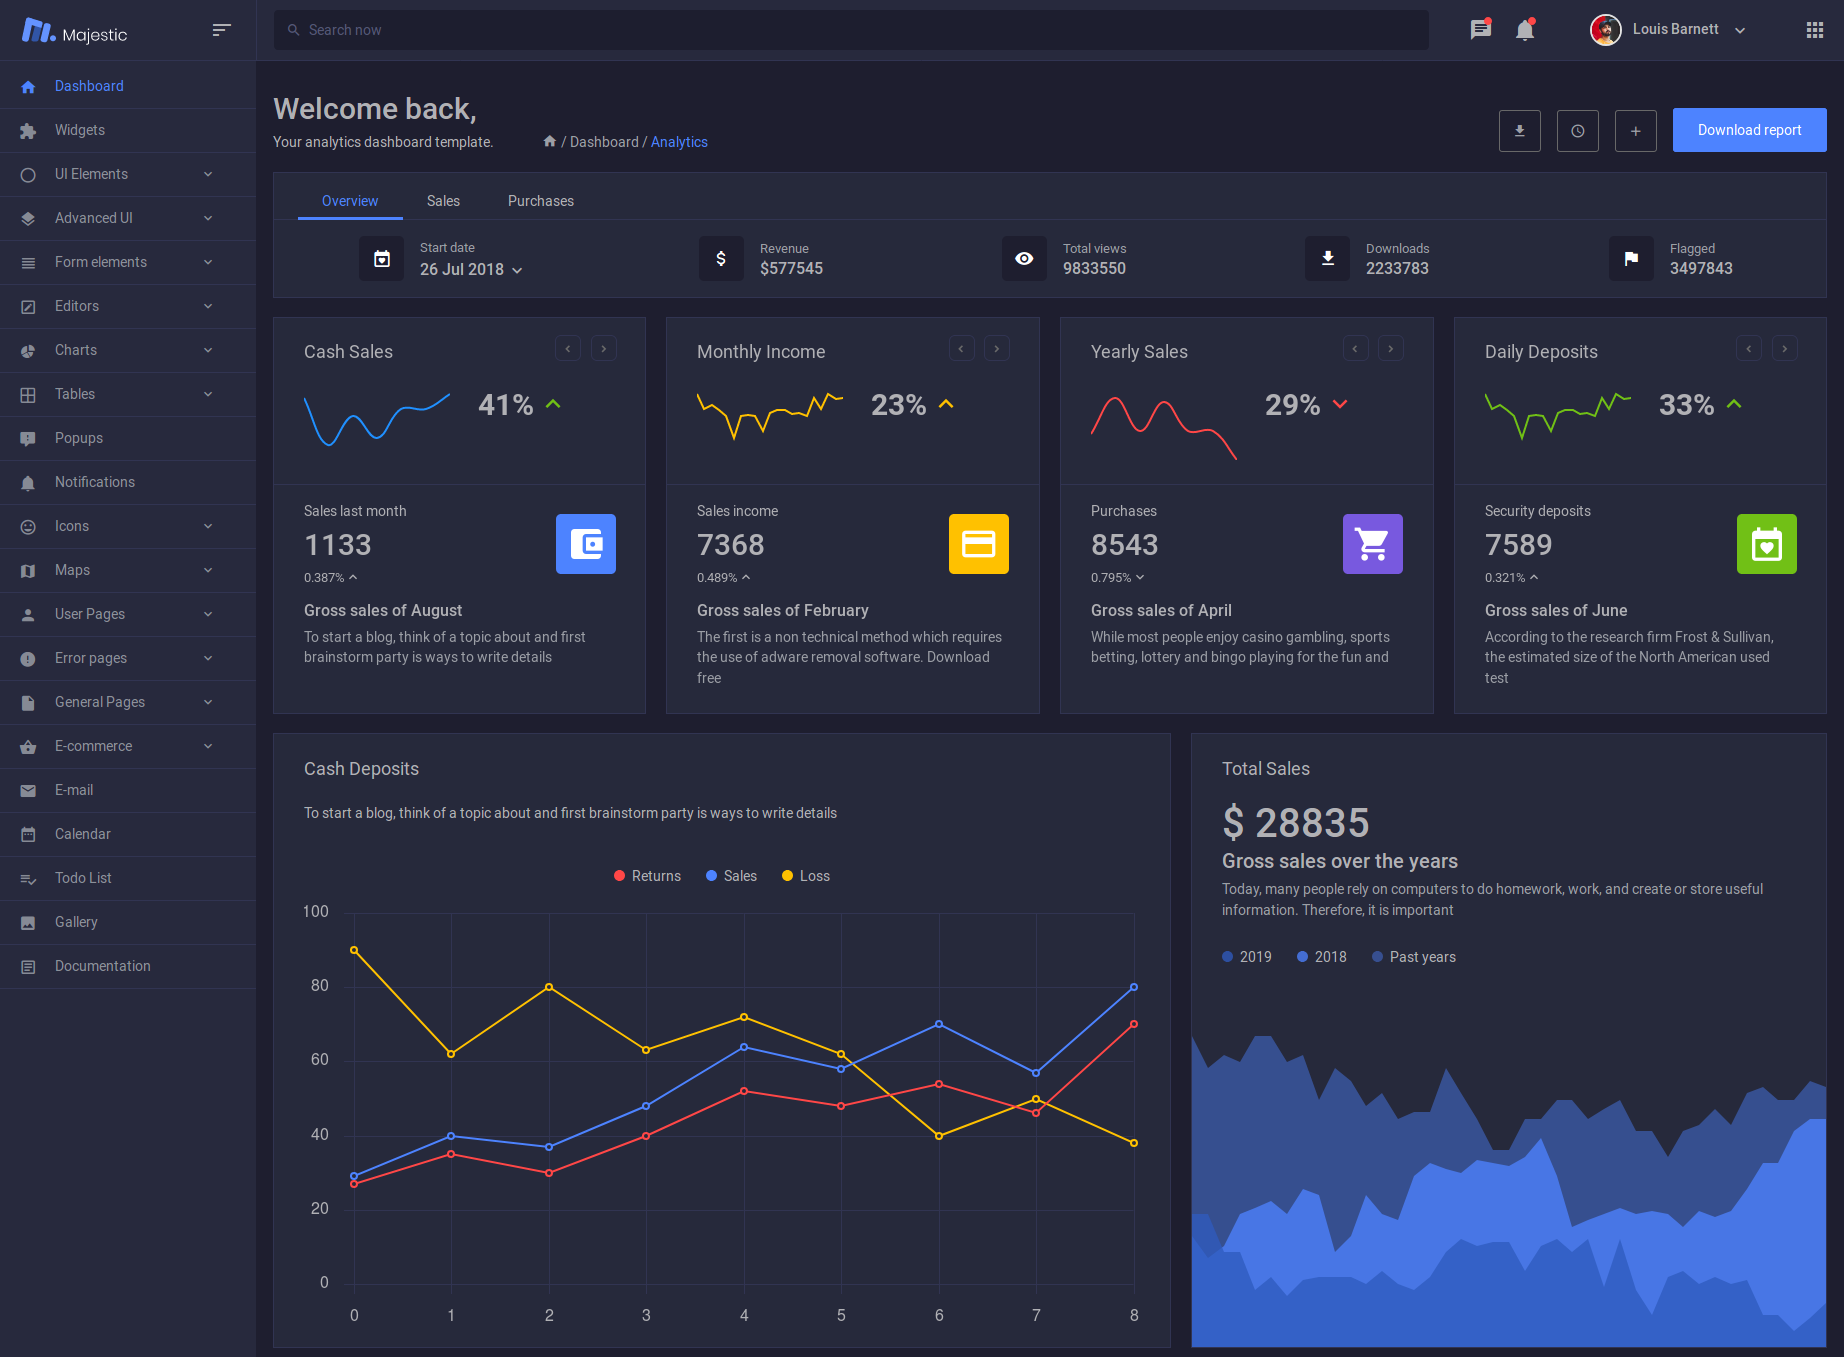 Majestic
Search now
Louis Barnett
Dashboard
Widgets
UI Elements
Advanced UI
Form elements
Editors
Charts
Tables
Popups
Notifications
Icons
Maps
User Pages
Error pages
General Pages
E-commerce
E-mail
Calendar
Todo List
Gallery
Documentation
Welcome back,
Your analytics dashboard template.
/ Dashboard / Analytics
Download report
Overview
Sales
Purchases
Start date
26 Jul 2018
Revenue
$577545
Total views
9833550
Downloads
2233783
Flagged
3497843
Cash Sales
41%
Sales last month
1133
0.387%
Gross sales of August
To start a blog, think of a topic about and first
brainstorm party is ways to write details
Monthly Income
23%
Sales income
7368
0.489%
Gross sales of February
The first is a non technical method which requires
the use of adware removal software. Download
free
Yearly Sales
29%
Purchases
8543
0.795%
Gross sales of April
While most people enjoy casino gambling, sports
betting, lottery and bingo playing for the fun and
Daily Deposits
33%
Security deposits
7589
0.321%
Gross sales of June
According to the research firm Frost & Sullivan,
the estimated size of the North American used
test
Cash Deposits
To start a blog, think of a topic about and first brainstorm party is ways to write details
Returns Sales Loss
100
80
60
40
20
0
0 1 2 3 4 5 6 7 8
Total Sales
$ 28835
Gross sales over the years
Today, many people rely on computers to do homework, work, and create or store useful
information. Therefore, it is important
2019 2018 Past years